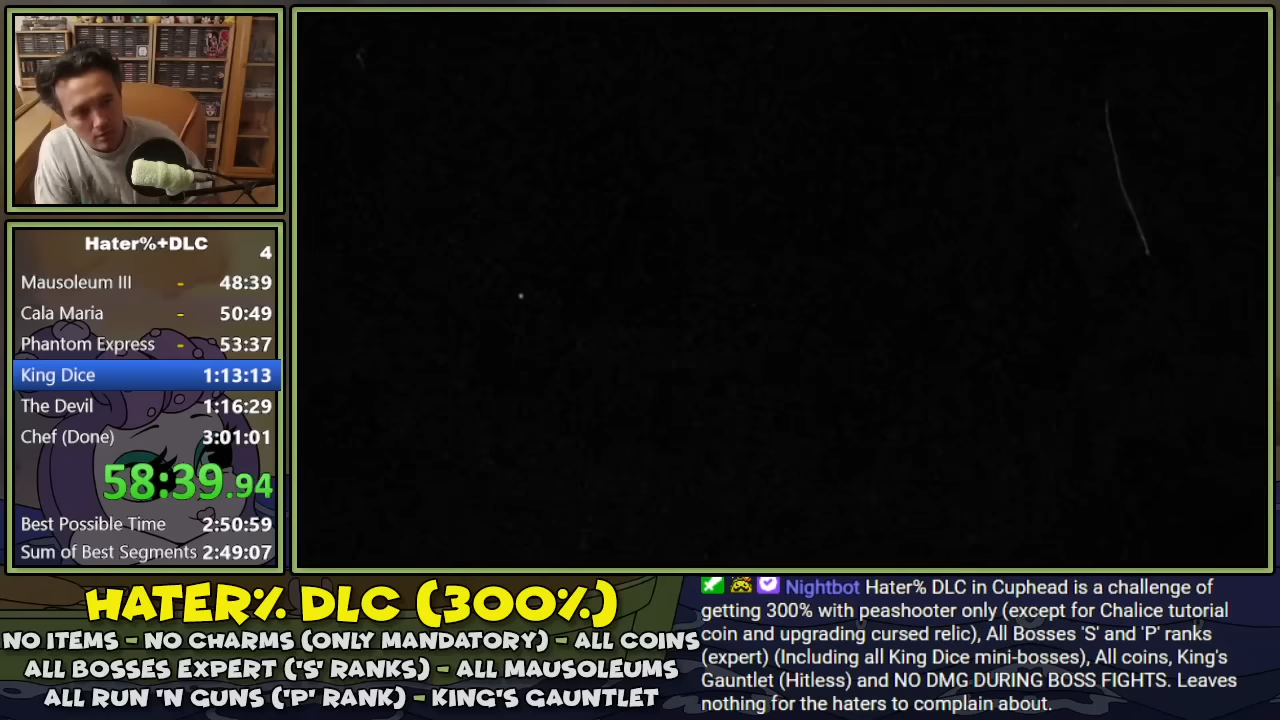 Hater%+DLC
4
Mausoleum III - 48:39
Cala Maria - 50:49
Phantom Express - 53:37
King Dice 1:13:13
The Devil 1:16:29
Chef (Done) 3:01:01
58:39.94
Best Possible Time 2:50:59
Sum of Best Segments 2:49:07
HATER% DLC (300%)
NO ITEMS - NO CHARMS (ONLY MANDATORY) - ALL COINS
ALL BOSSES EXPERT ('S' RANKS) - ALL MAUSOLEUMS
ALL RUN 'N GUNS ('P' RANK) - KING'S GAUNTLET
Nightbot Hater% DLC in Cuphead is a challenge of
getting 300% with peashooter only (except for Chalice tutorial
coin and upgrading cursed relic), All Bosses 'S' and 'P' ranks
(expert) (Including all King Dice mini-bosses), All coins, King's
Gauntlet (Hitless) and NO DMG DURING BOSS FIGHTS. Leaves
nothing for the haters to complain about.